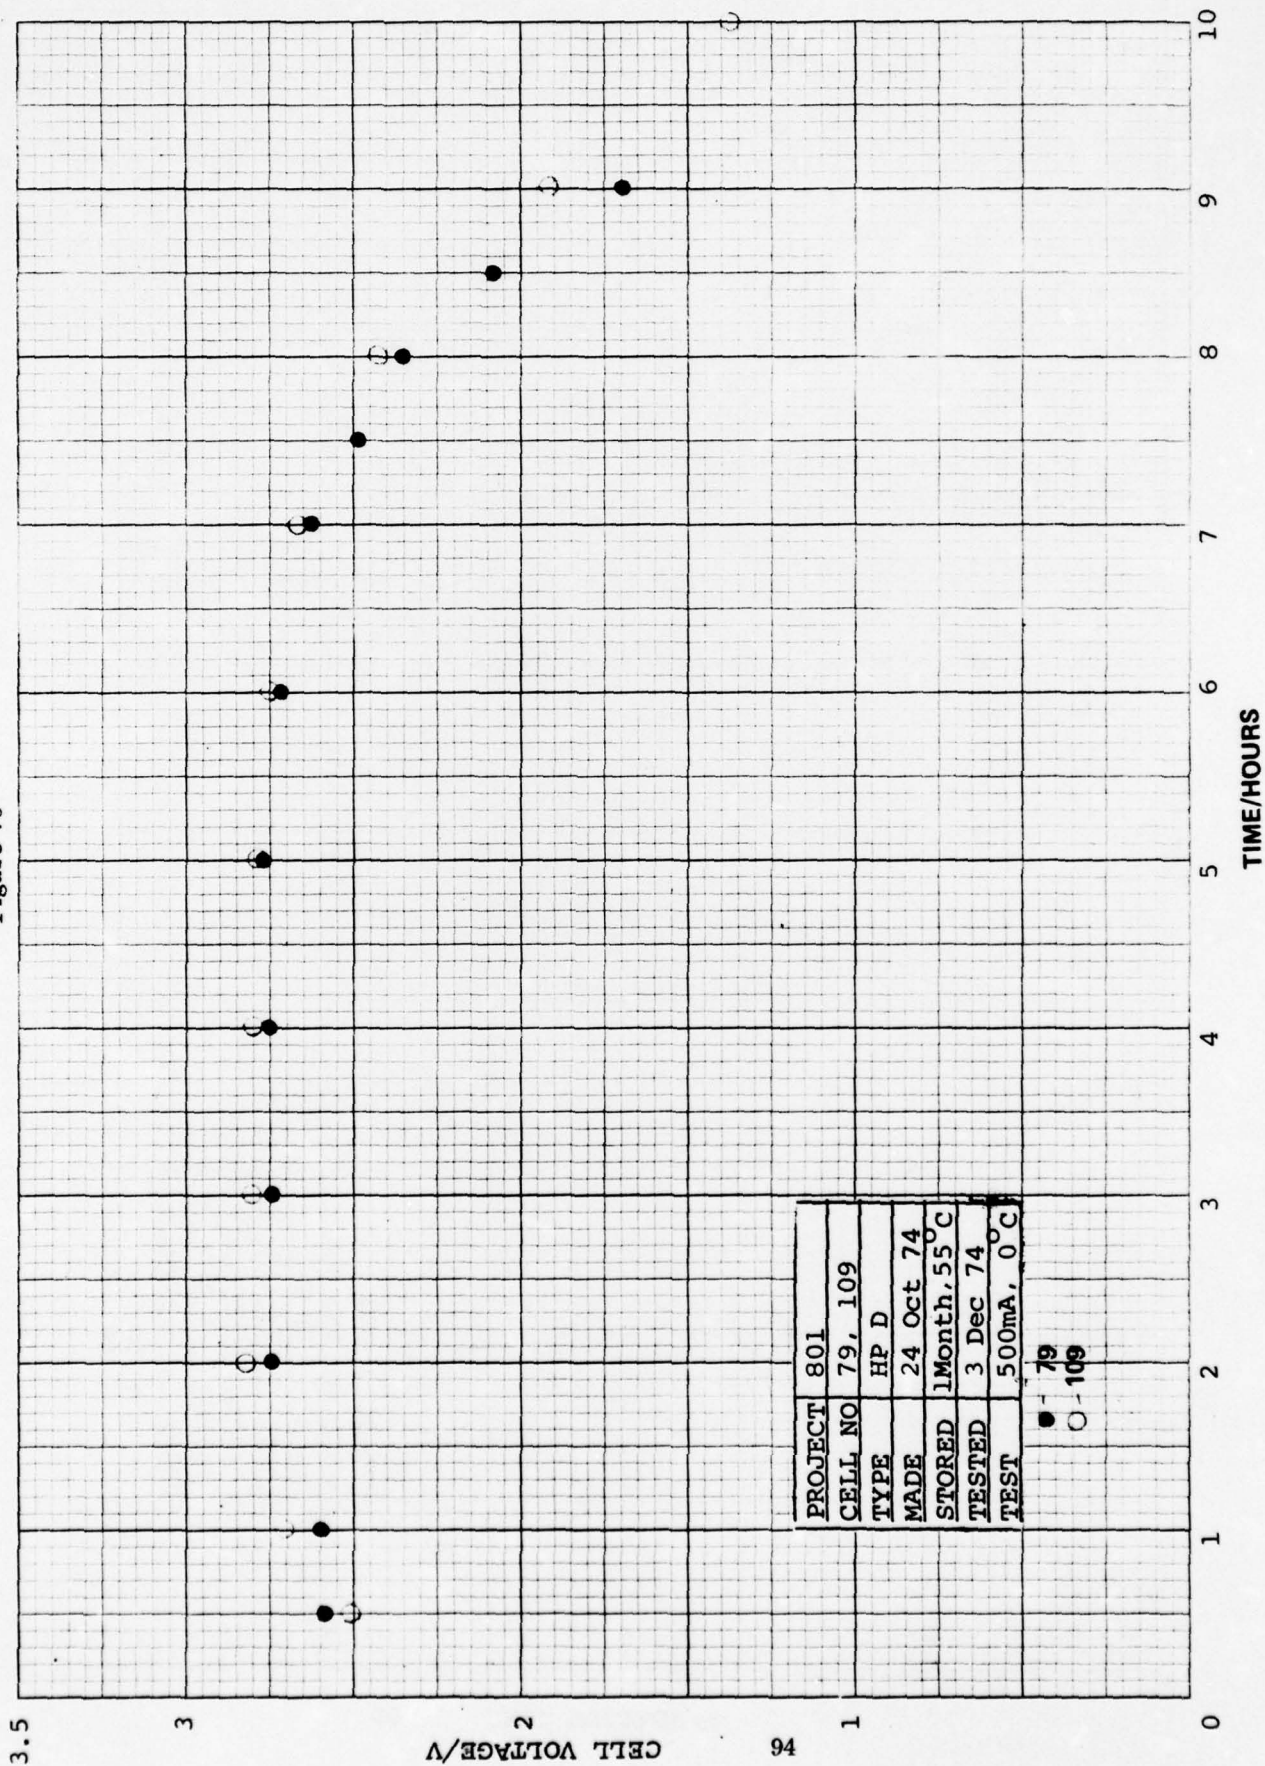 3.5
3
2
1
0
CELL VOLTAGE/V
1
2
3
4
5
6
7
8
9
10
TIME/HOURS
PROJECT 801
CELL NO 79, 109
TYPE HP D
MADE 24 Oct 74
STORED 1Month, 55°C
TESTED 3 Dec 74
TEST 500mA, 0°C
● - 79
○ - 109
94